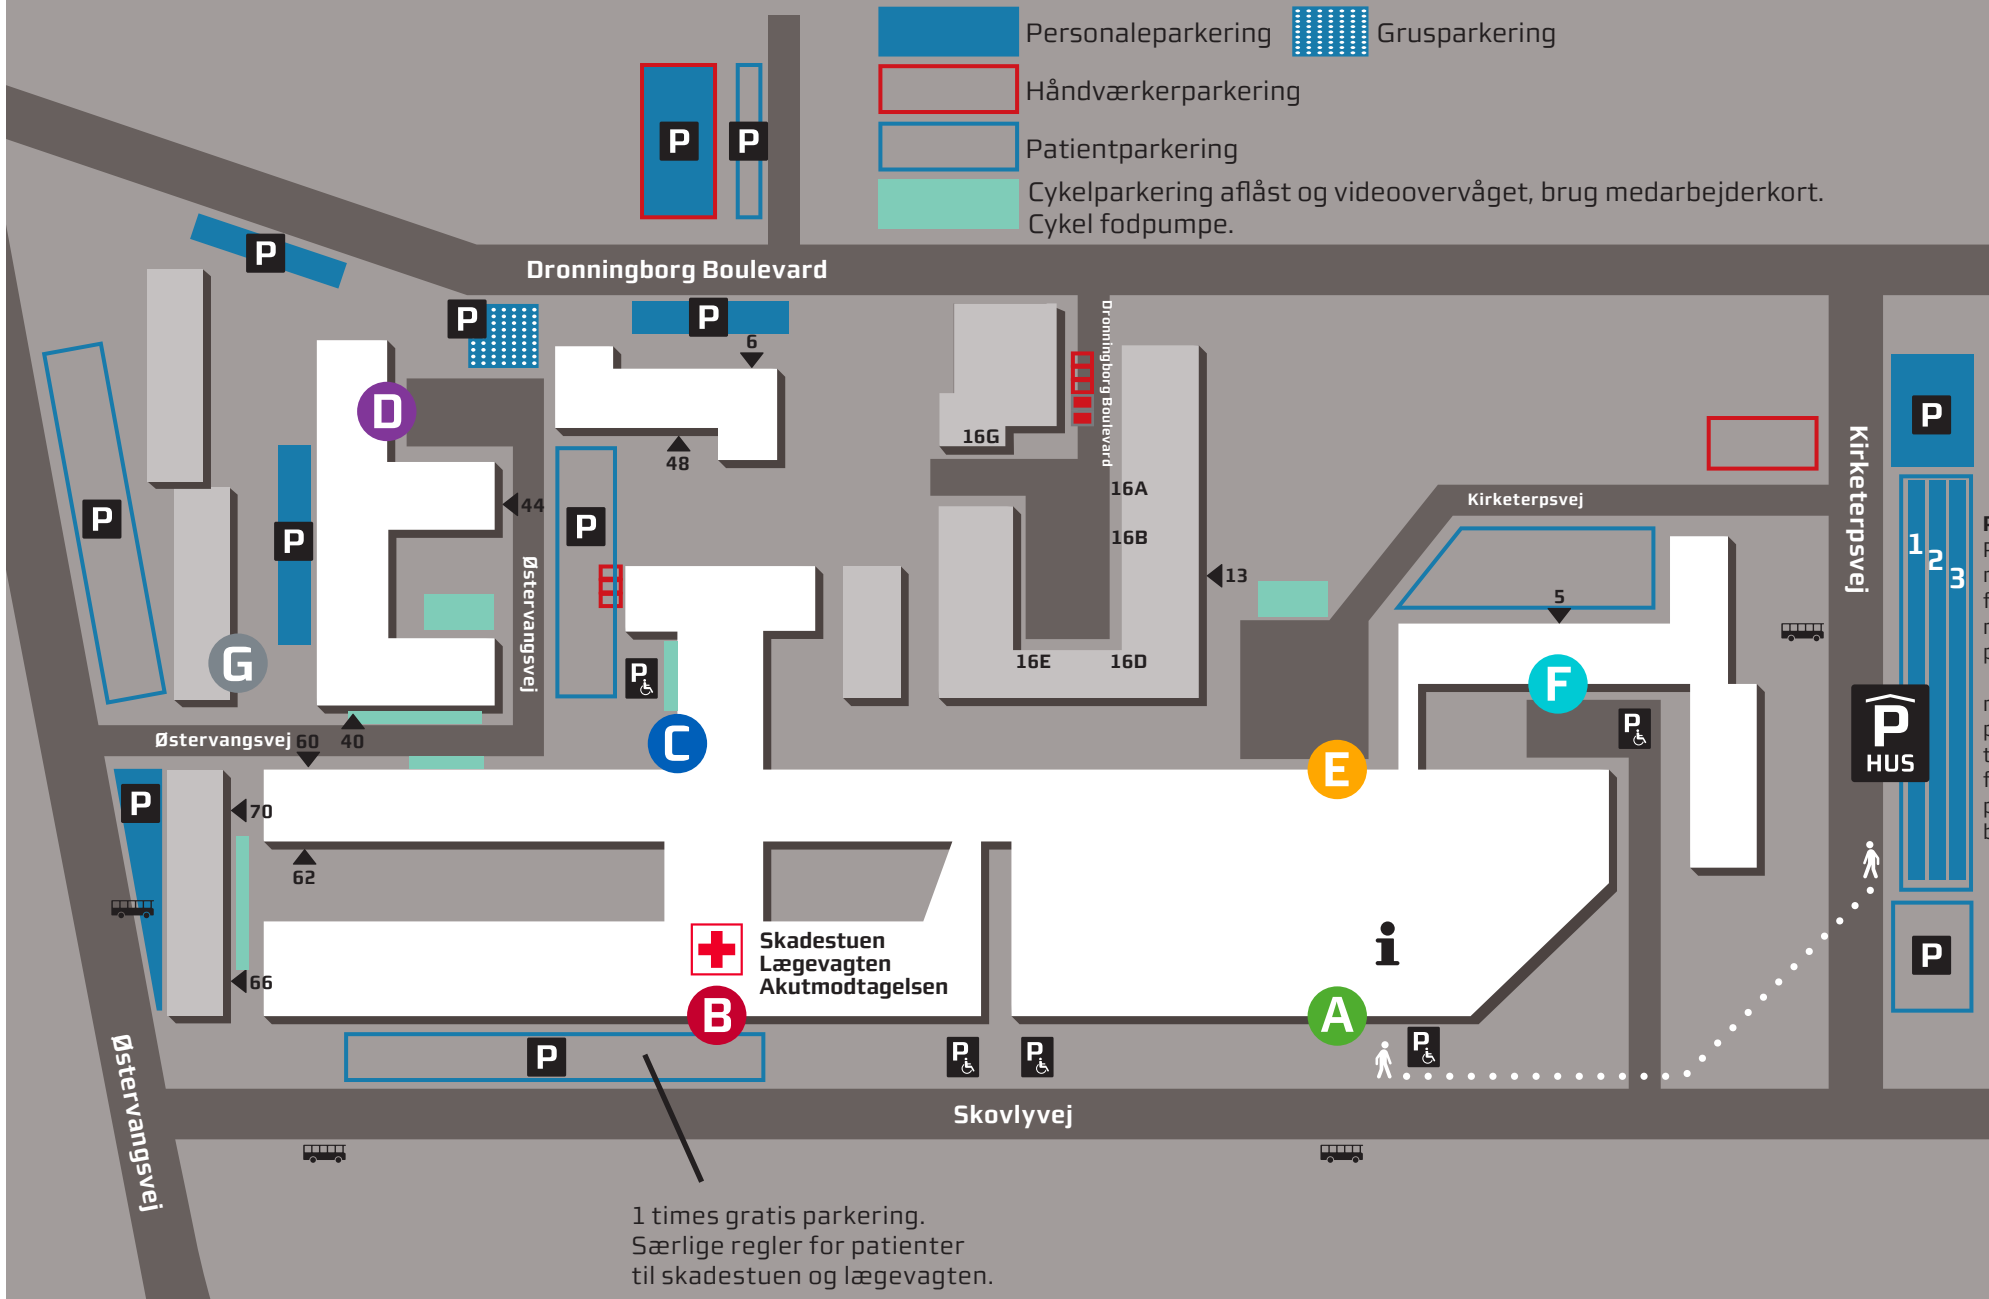 Personaleparkering
Grusparkering
Håndværkerparkering
Patientparkering
Cykelparkering aflåst og videoovervåget, brug medarbejderkort.
Cykel fodpumpe.
P
P
P
Dronningborg Boulevard
P
P
6
Dronningborg Boulevard
D
48
16G
P
Kirketerpsvej
44
P
P
P
16A
16B
Kirketerpsvej
1
2
3
Østervangsvej
13
5
G
P
16E
16D
F
C
P
P
HUS
Østervangsvej
60
40
E
P
70
62
Skadestuen
Lægevagten
Akutmodtagelsen
i
P
66
B
A
P
P
P
P
Skovlyvej
Østervangsvej
1 times gratis parkering.
Særlige regler for patienter
til skadestuen og lægevagten.